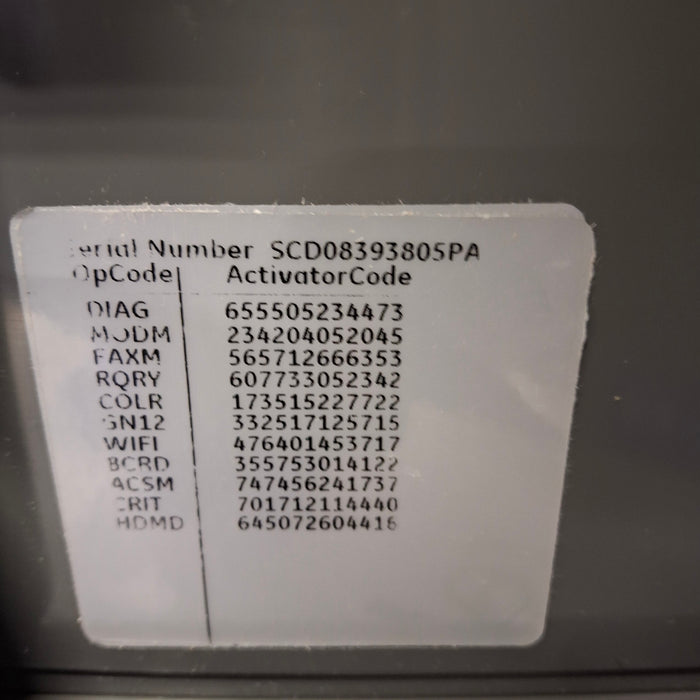 Serial Number SCD08393805PA
OpCode ActivatorCode
DIAG 655505234473
MODM 234204052045
FAXM 565712666353
RQRY 607733052342
COLR 173515227722
GN12 332517125715
WIFI 476401453717
BCRD 355753014122
ACSM 747456241737
CRIT 701712114440
HDMD 645072604416